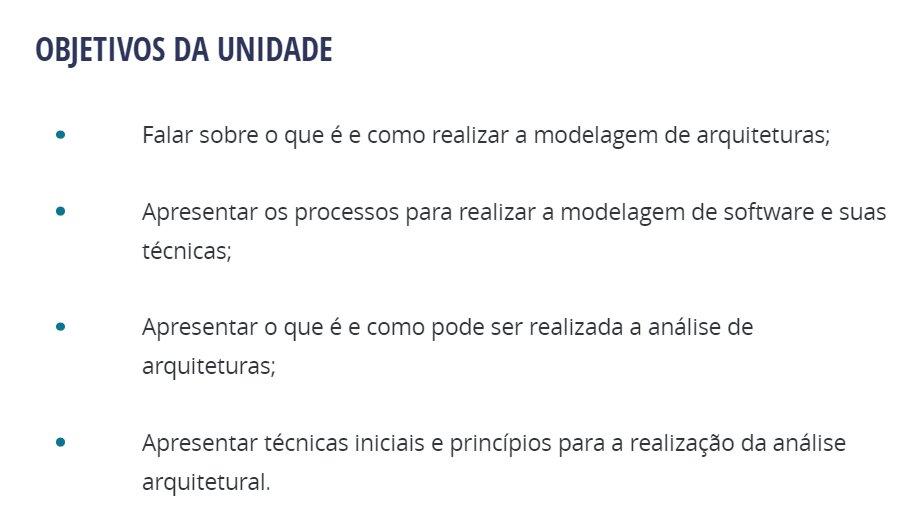 OBJETIVOS DA UNIDADE
Falar sobre o que é e como realizar a modelagem de arquiteturas;
Apresentar os processos para realizar a modelagem de software e suas
técnicas;
Apresentar o que é e como pode ser realizada a análise de
arquiteturas;
Apresentar técnicas iniciais e princípios para a realização da análise
arquitetural.